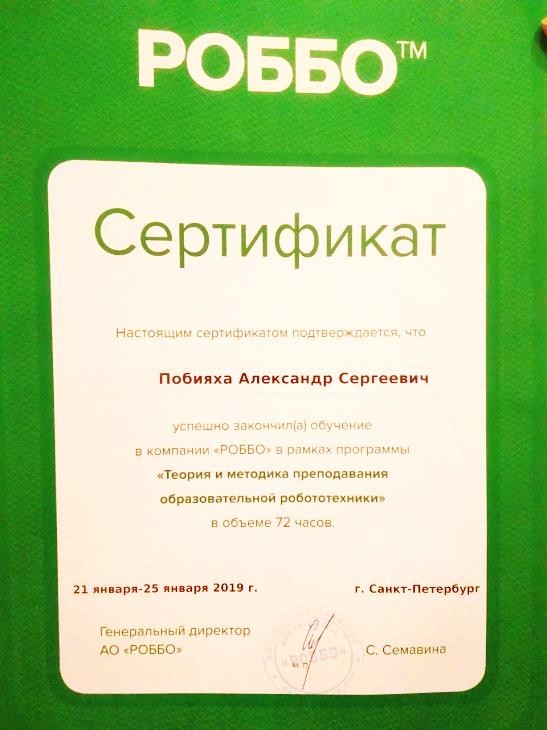 РОББО™
Сертификат
Настоящим сертификатом подтверждается, что
Побияха Александр Сергеевич
успешно закончил(а) обучение
в компании «РОББО» в рамках программы
«Теория и методика преподавания
образовательной робототехники»
в объеме 72 часов.
21 января-25 января 2019 г. г. Санкт-Петербург
Генеральный директор
АО «РОББО» С. Семавина
«РОББО»
М.П.